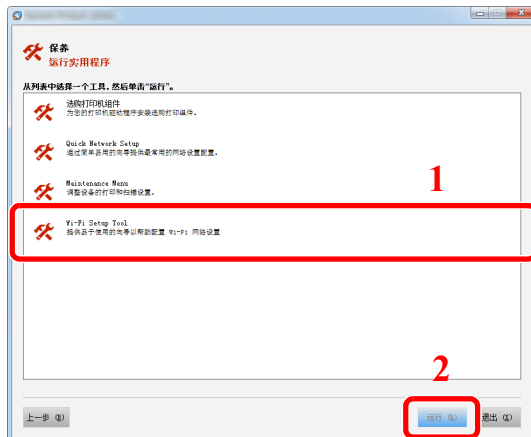 保养
运行实用程序
从列表中选择一个工具，然后单击“运行”。
选购打印机组件
为您的打印机驱动程序安装选购打印组件。
Quick Network Setup
通过简单易用的向导提供最常用的网络设置配置。
Maintenance Menu
调整设备的打印和扫描设置。
1
Wi-Fi Setup Tool
提供易于使用的向导以帮助配置 Wi-Fi 网络设置
2
上一步 (B)
运行 (R)
退出 (X)